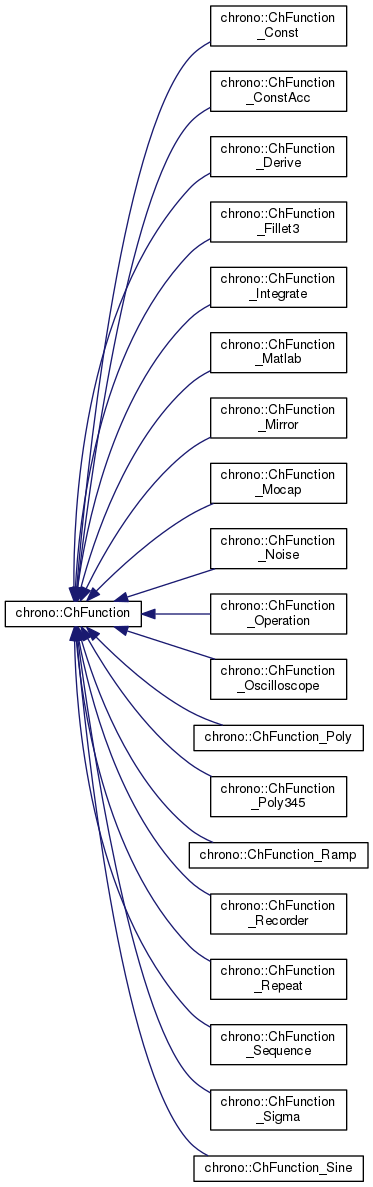 chrono::ChFunction
_Const
chrono::ChFunction
_ConstAcc
chrono::ChFunction
_Derive
chrono::ChFunction
_Fillet3
chrono::ChFunction
_Integrate
chrono::ChFunction
_Matlab
chrono::ChFunction
_Mirror
chrono::ChFunction
_Mocap
chrono::ChFunction
_Noise
chrono::ChFunction
chrono::ChFunction
_Operation
chrono::ChFunction
_Oscilloscope
chrono::ChFunction_Poly
chrono::ChFunction
_Poly345
chrono::ChFunction_Ramp
chrono::ChFunction
_Recorder
chrono::ChFunction
_Repeat
chrono::ChFunction
_Sequence
chrono::ChFunction
_Sigma
chrono::ChFunction_Sine